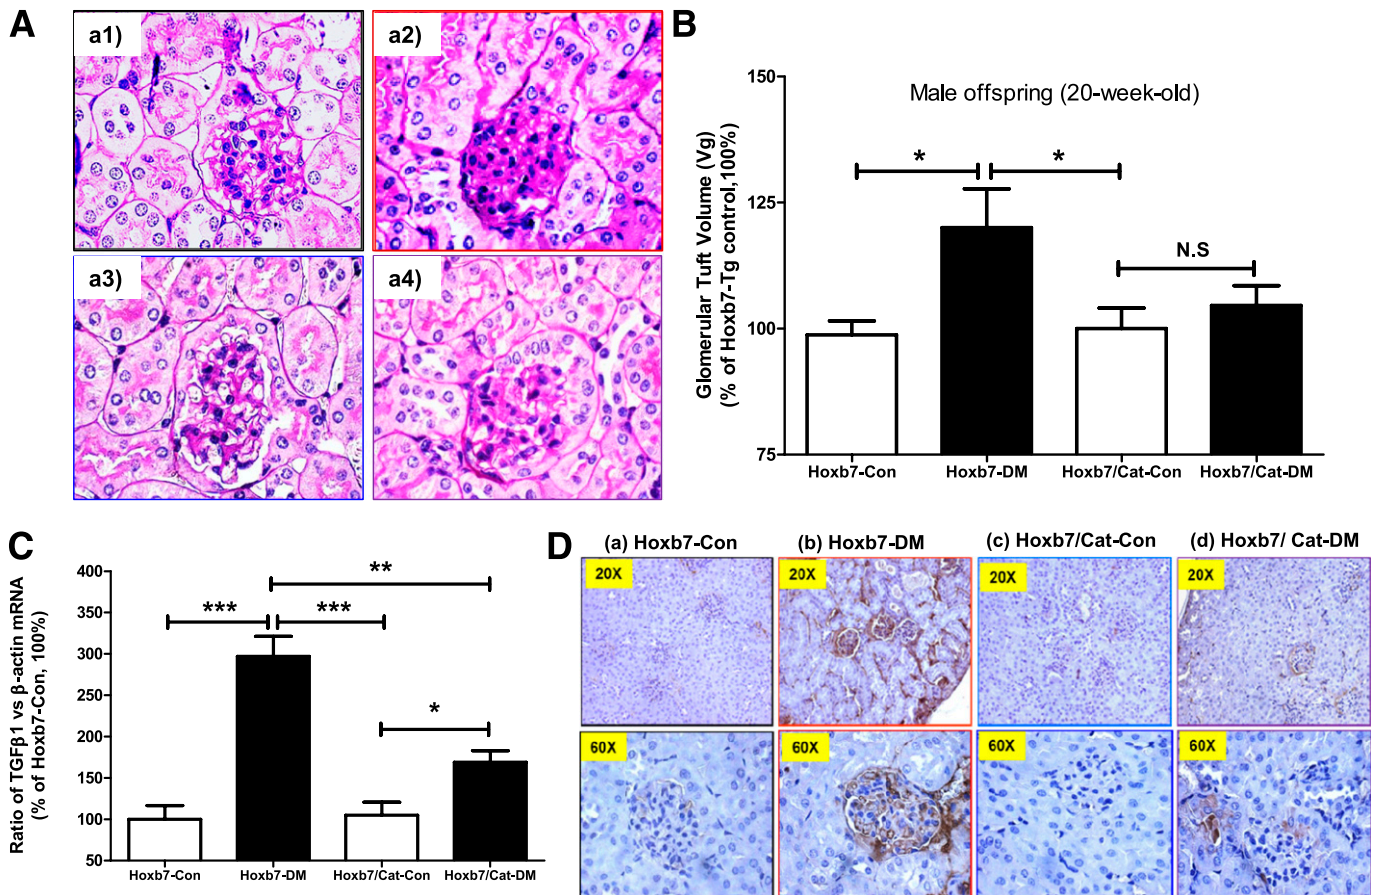 A
a1)
a2)
a3)
a4)
B
Male offspring (20-week-old)
Glomerular Tuft Volume (Vg)
(% of Hoxb7-Tg control,100%)
150
125
100
75
*
*
N.S
Hoxb7-Con
Hoxb7-DM
Hoxb7/Cat-Con
Hoxb7/Cat-DM
C
Ratio of TGFβ1 vs β-actin mRNA
(% of Hoxb7-Con, 100%)
400
350
300
250
200
150
100
50
**
***
***
*
Hoxb7-Con
Hoxb7-DM
Hoxb7/Cat-Con
Hoxb7/Cat-DM
D
(a) Hoxb7-Con
(b) Hoxb7-DM
(c) Hoxb7/Cat-Con
(d) Hoxb7/ Cat-DM
20X
20X
20X
20X
60X
60X
60X
60X